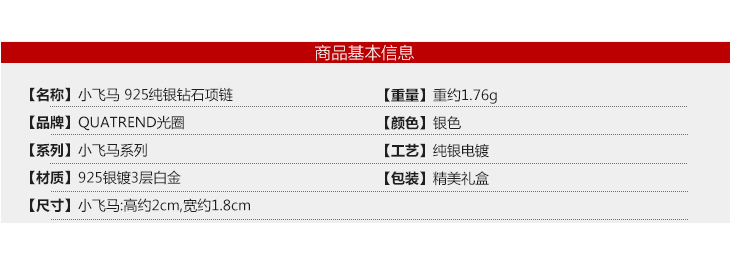 商品基本信息
【名称】小飞马 925纯银钻石项链
【重量】重约1.76g
【品牌】QUATREND光圈
【颜色】银色
【系列】小飞马系列
【工艺】纯银电镀
【材质】925银镀3层白金
【包装】精美礼盒
【尺寸】小飞马:高约2cm,宽约1.8cm